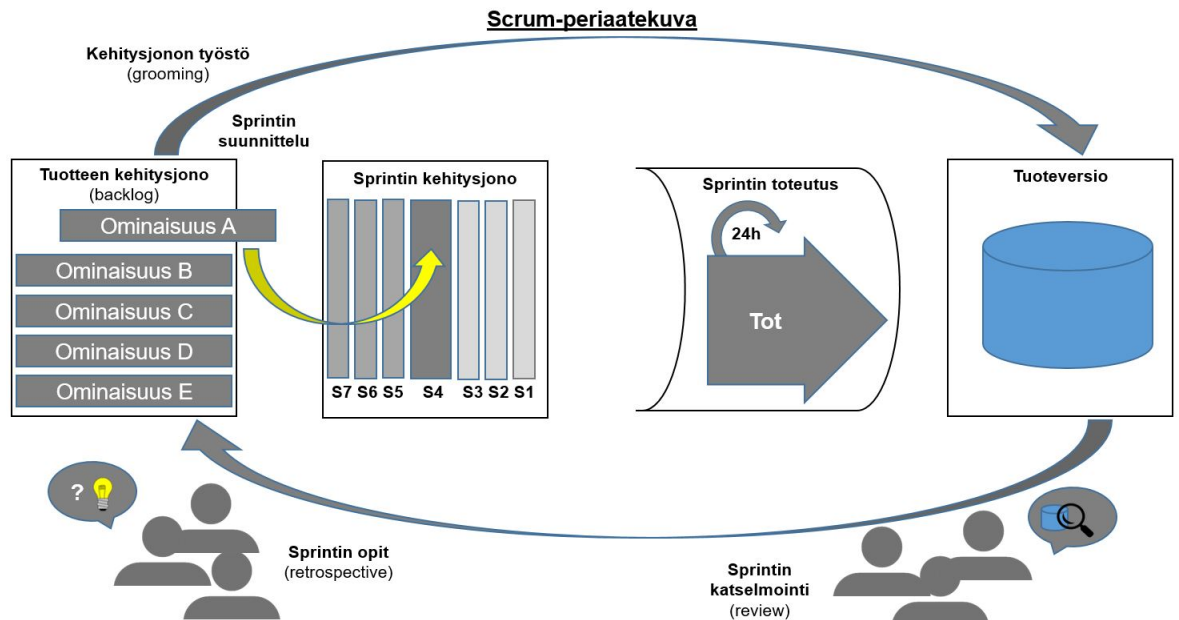 Scrum-periaatekuva
Kehitysjonon työstö
(grooming)
Sprintin
suunnittelu
Tuotteen kehitysjono
(backlog)
Ominaisuus A
Ominaisuus B
Ominaisuus C
Ominaisuus D
Ominaisuus E
Sprintin kehitysjono
S7 S6 S5 S4 S3 S2 S1
Sprintin toteutus
24h
Tot
Tuoteversio
?
Sprintin opit
(retrospective)
Sprintin
katselmointi
(review)